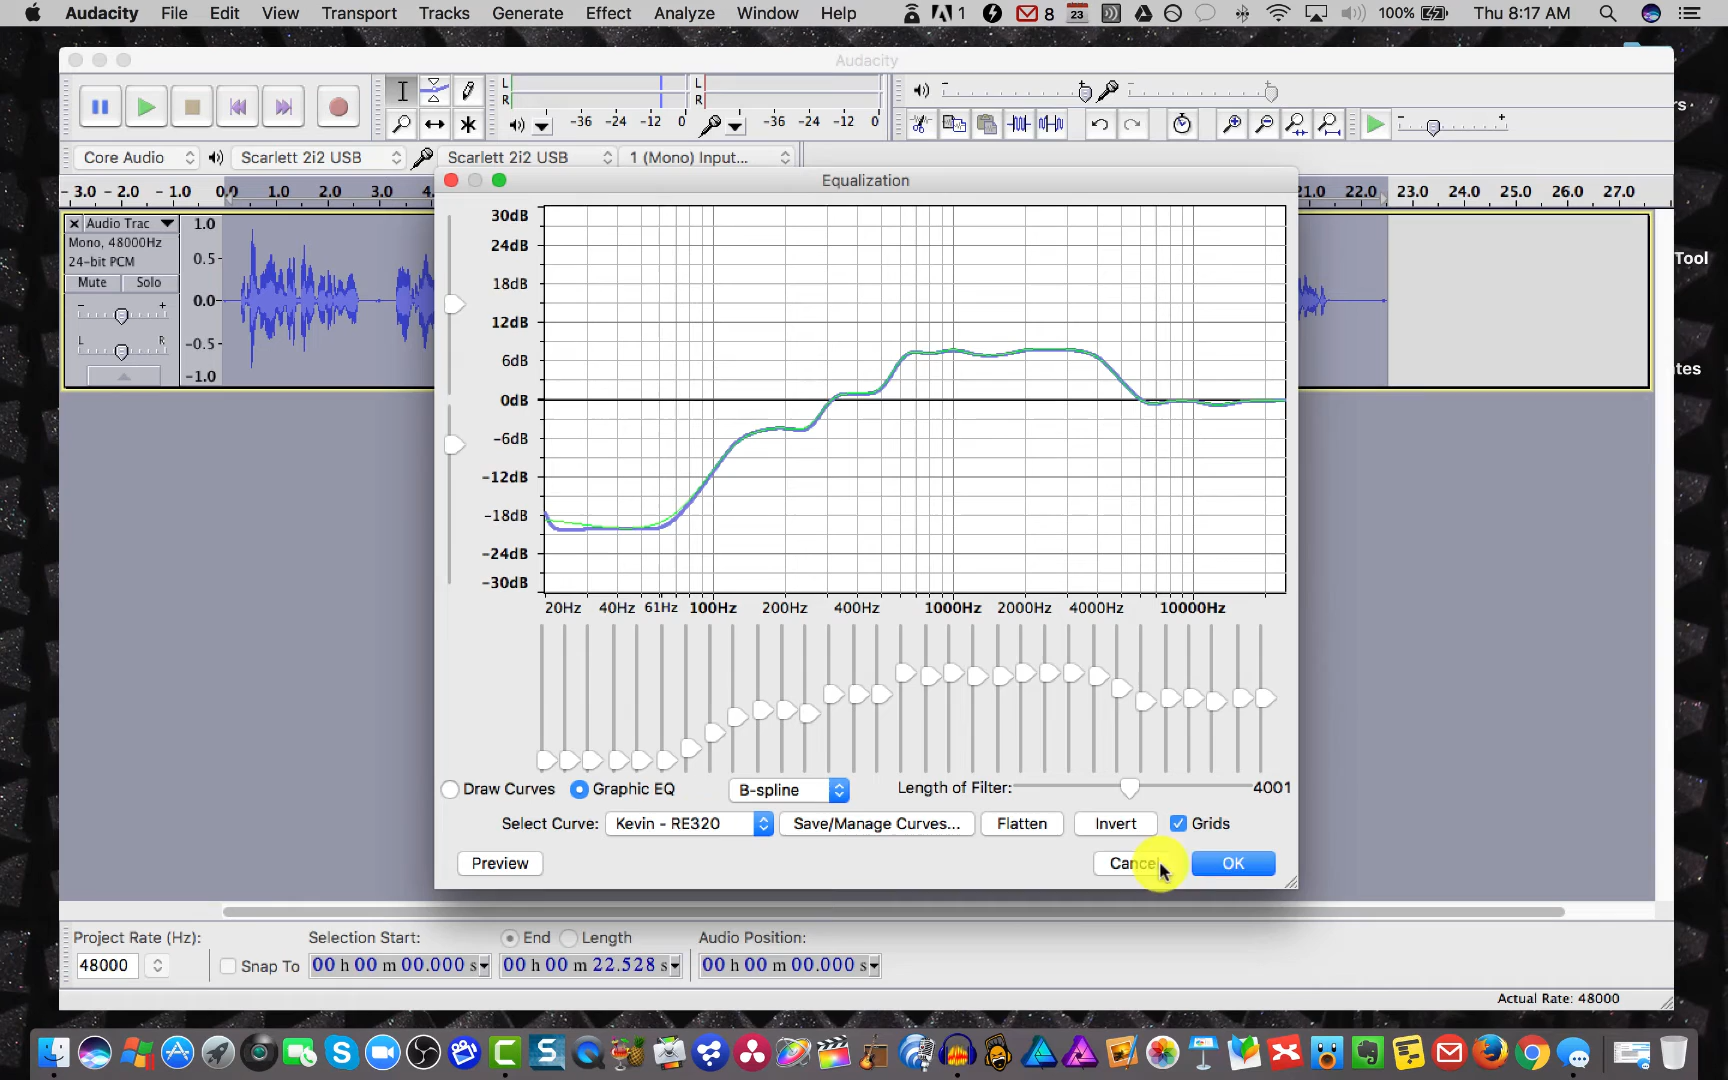 Audacity File Edit View Transport Tracks Generate Effect Analyze Window Help 1 8 23 100% Thu 8:17 AM
Audacity
L
R
L
R
-36 -24 -12 0
-36 -24 -12 0
Core Audio Scarlett 2i2 USB Scarlett 2i2 USB 1 (Mono) Input...
- 3.0 - 2.0 - 1.0 0.0 1.0 2.0 3.0 4. 21.0 22.0 23.0 24.0 25.0 26.0 27.0
Equalization
Audio Trac
Mono, 48000Hz
24-bit PCM
Mute Solo
- +
L R
1.0
0.5-
0.0-
-0.5-
-1.0
30dB
24dB
18dB
12dB
6dB
0dB
-6dB
-12dB
-18dB
-24dB
-30dB
20Hz 40Hz 61Hz 100Hz 200Hz 400Hz 1000Hz 2000Hz 4000Hz 10000Hz
Draw Curves Graphic EQ B-spline Length of Filter: 4001
Select Curve: Kevin - RE320 Save/Manage Curves... Flatten Invert Grids
Preview Cancel OK
Tool
Project Rate (Hz): Selection Start: End Length Audio Position:
48000 Snap To 00 h 00 m 00.000 s 00 h 00 m 22.528 s 00 h 00 m 00.000 s
Actual Rate: 48000